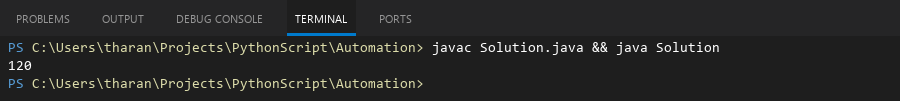 PROBLEMS OUTPUT DEBUG CONSOLE TERMINAL PORTS
PS C:\Users\tharan\Projects\PythonScript\Automation> javac Solution.java && java Solution
120
PS C:\Users\tharan\Projects\PythonScript\Automation>